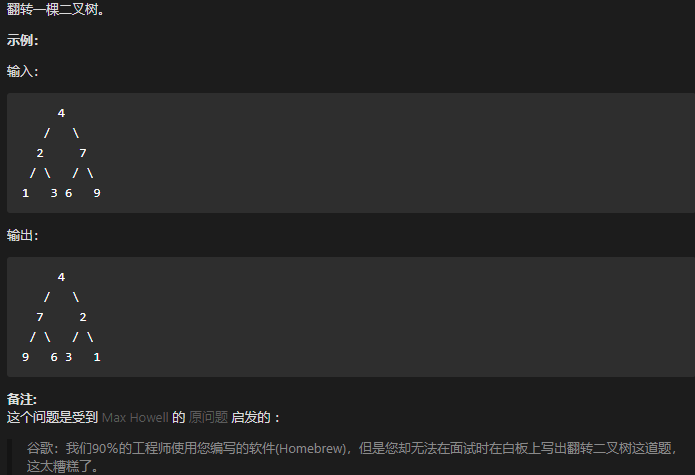 翻转一棵二叉树。
示例：
输入：
4
/ \
2 7
/ \ / \
1 3 6 9
输出：
4
/ \
7 2
/ \ / \
9 6 3 1
备注:
这个问题是受到 Max Howell 的 原问题 启发的 ：
谷歌：我们90％的工程师使用您编写的软件(Homebrew)，但是您却无法在面试时在白板上写出翻转二叉树这道题，
这太糟糕了。